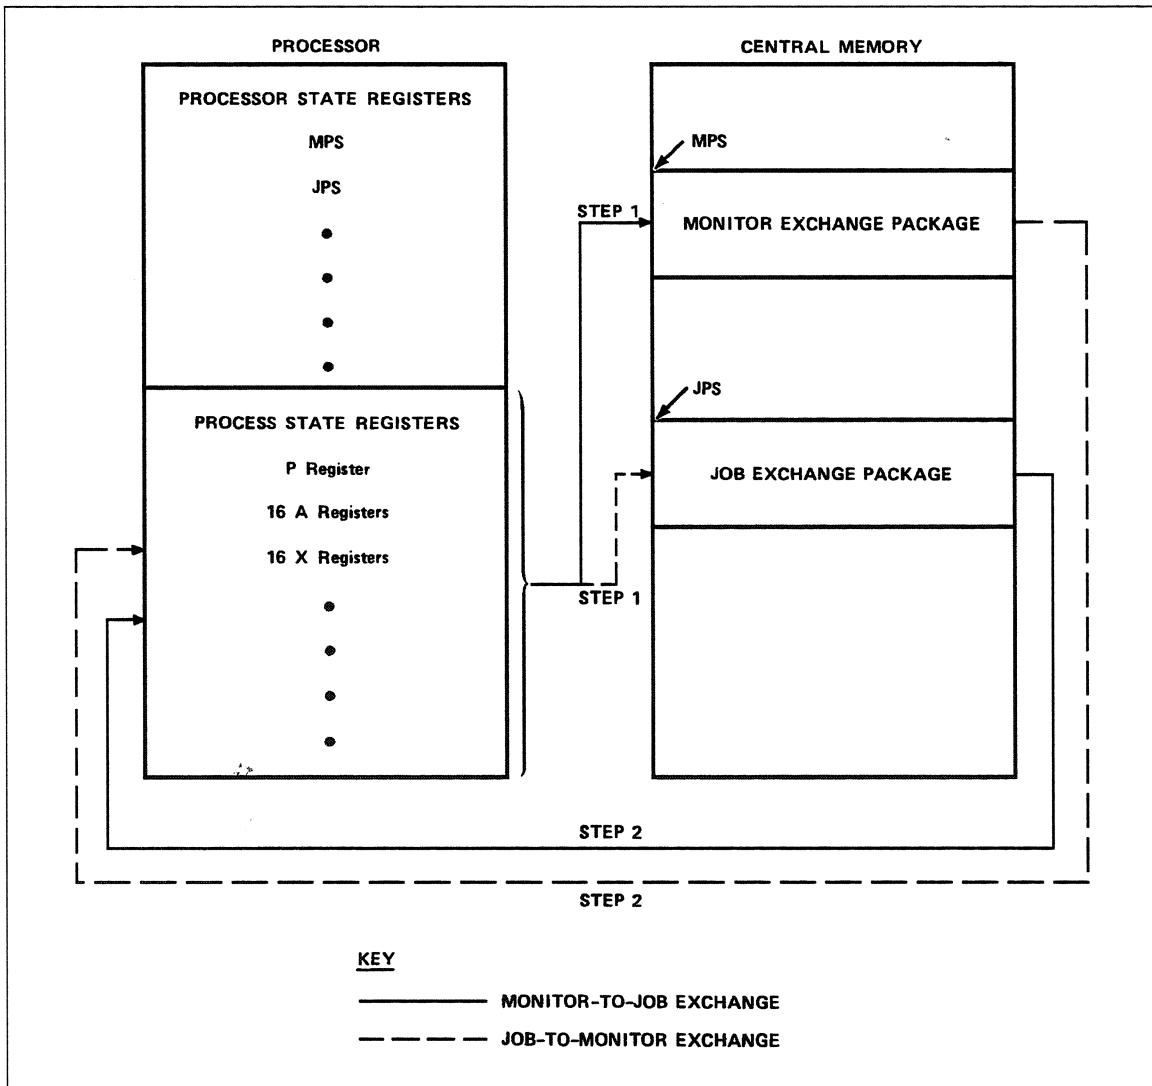 PROCESSOR
PROCESSOR STATE REGISTERS
MPS
JPS
PROCESS STATE REGISTERS
P Register
16 A Registers
16 X Registers
CENTRAL MEMORY
MPS
STEP 1
MONITOR EXCHANGE PACKAGE
JPS
JOB EXCHANGE PACKAGE
STEP 1
STEP 2
STEP 2
KEY
MONITOR-TO-JOB EXCHANGE
JOB-TO-MONITOR EXCHANGE